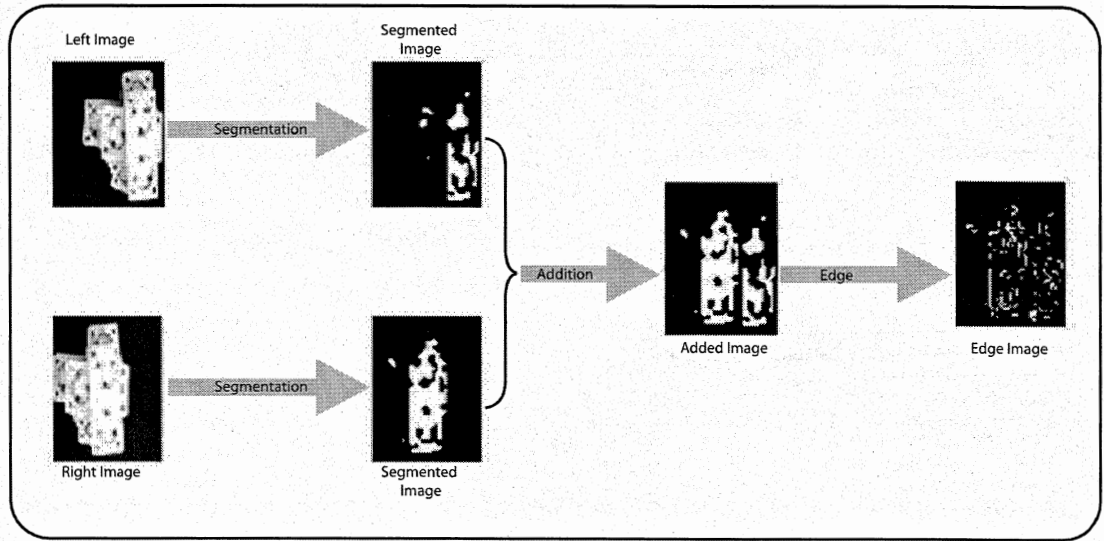 Left Image
Segmentation
Segmented
Image
Right Image
Segmentation
Segmented
Image
Addition
Added Image
Edge
Edge Image